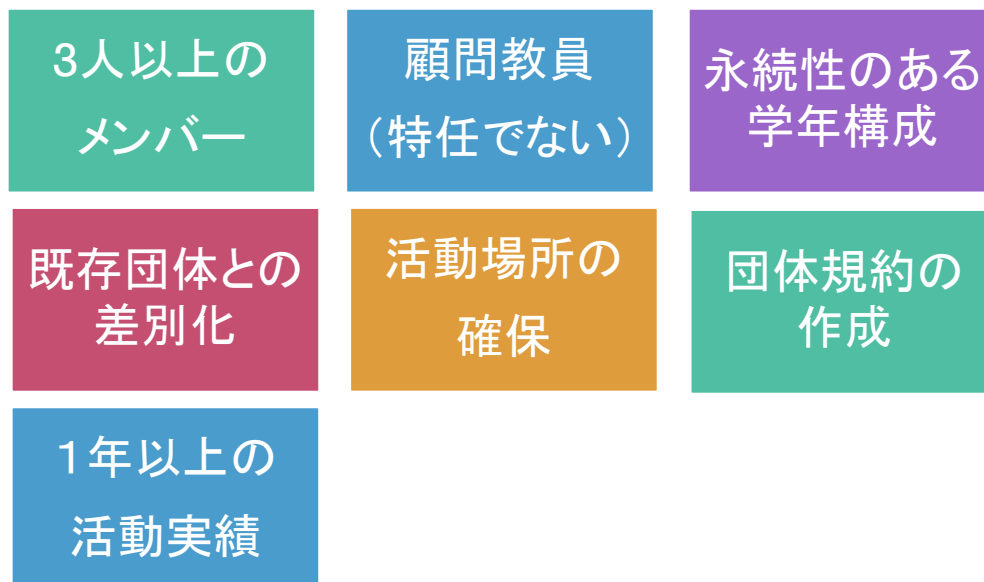 3人以上の
メンバー
顧問教員
（特任でない）
永続性のある
学年構成
既存団体との
差別化
活動場所の
確保
団体規約の
作成
１年以上の
活動実績